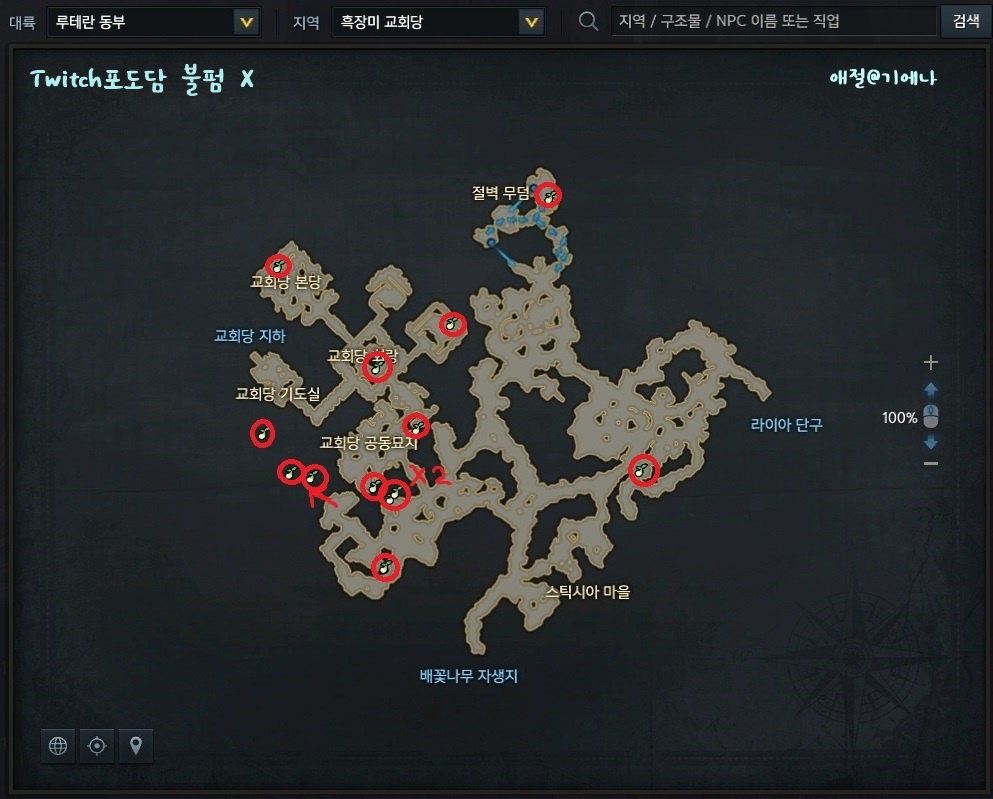 대륙 루테란 동부 지역 흑장미 교회당 지역 / 구조물 / NPC 이름 또는 직업 검색
Twitch포도담 불펌 X 애절@기에나
절벽 무덤
교회당 본당
교회당 지하
교회당
교회당 기도실
라이아 단구
100%
교회당 공동묘지
X2
스틱시아 마을
배꽃나무 자생지